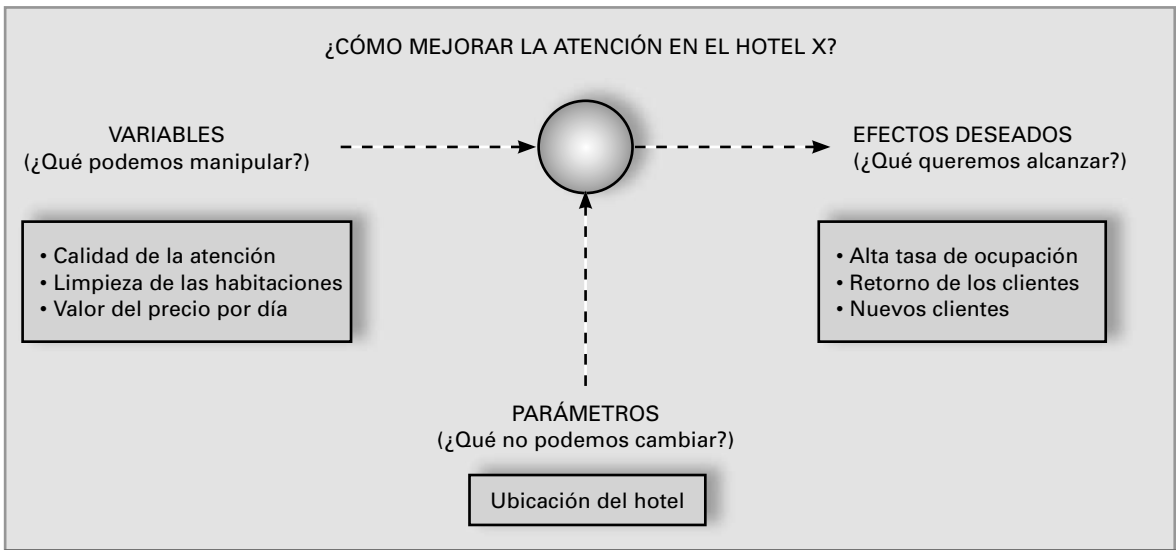 ¿CÓMO MEJORAR LA ATENCIÓN EN EL HOTEL X?
VARIABLES
(¿Qué podemos manipular?)
• Calidad de la atención
• Limpieza de las habitaciones
• Valor del precio por día
EFECTOS DESEADOS
(¿Qué queremos alcanzar?)
• Alta tasa de ocupación
• Retorno de los clientes
• Nuevos clientes
PARÁMETROS
(¿Qué no podemos cambiar?)
Ubicación del hotel